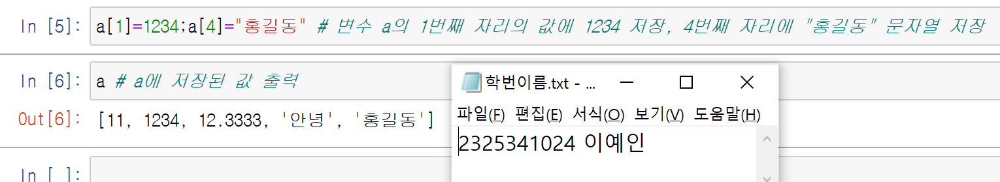 In [5]: a[1]=1234;a[4]="홍길동" # 변수 a의 1번째 자리의 값에 1234 저장, 4번째 자리에 "홍길동" 문자열 저장
In [6]: a # a에 저장된 값 출력
Out[6]: [11, 1234, 12.3333, '안녕', '홍길동']
In [ ]:
학번이름.txt - ...
파일(F) 편집(E) 서식(O) 보기(V) 도움말(H)
2325341024 이예인